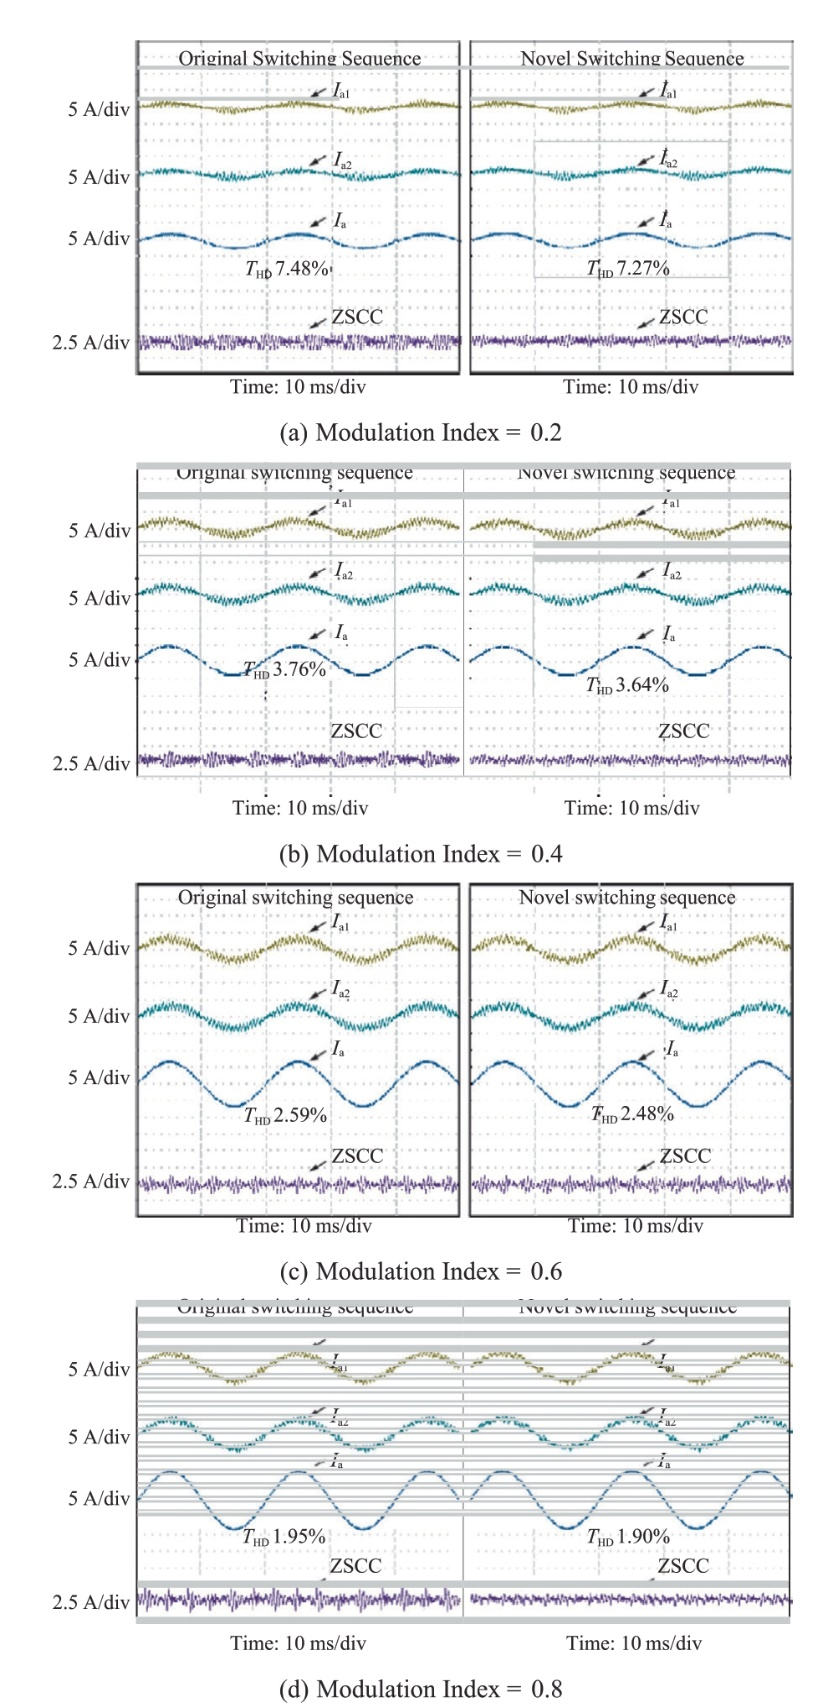 Original Switching Sequence Novel Switching Sequence
Ia1 Ia1
5 A/div
Ia2 Ia2
5 A/div
Ia Ia
5 A/div
THD 7.48% THD 7.27%
ZSCC ZSCC
2.5 A/div
Time: 10 ms/div Time: 10 ms/div
(a) Modulation Index = 0.2
Original switching sequence Novel switching sequence
Ia1 Ia1
5 A/div
Ia2 Ia2
5 A/div
Ia Ia
5 A/div
THD 3.76% THD 3.64%
ZSCC ZSCC
2.5 A/div
Time: 10 ms/div Time: 10 ms/div
(b) Modulation Index = 0.4
Original switching sequence Novel switching sequence
Ia1 Ia1
5 A/div
Ia2 Ia2
5 A/div
Ia Ia
5 A/div
THD 2.59% THD 2.48%
ZSCC ZSCC
2.5 A/div
Time: 10 ms/div Time: 10 ms/div
(c) Modulation Index = 0.6
Original switching sequence Novel switching sequence
Ia1 Ia1
5 A/div
Ia2 Ia2
5 A/div
Ia Ia
5 A/div
THD 1.95% THD 1.90%
ZSCC ZSCC
2.5 A/div
Time: 10 ms/div Time: 10 ms/div
(d) Modulation Index = 0.8